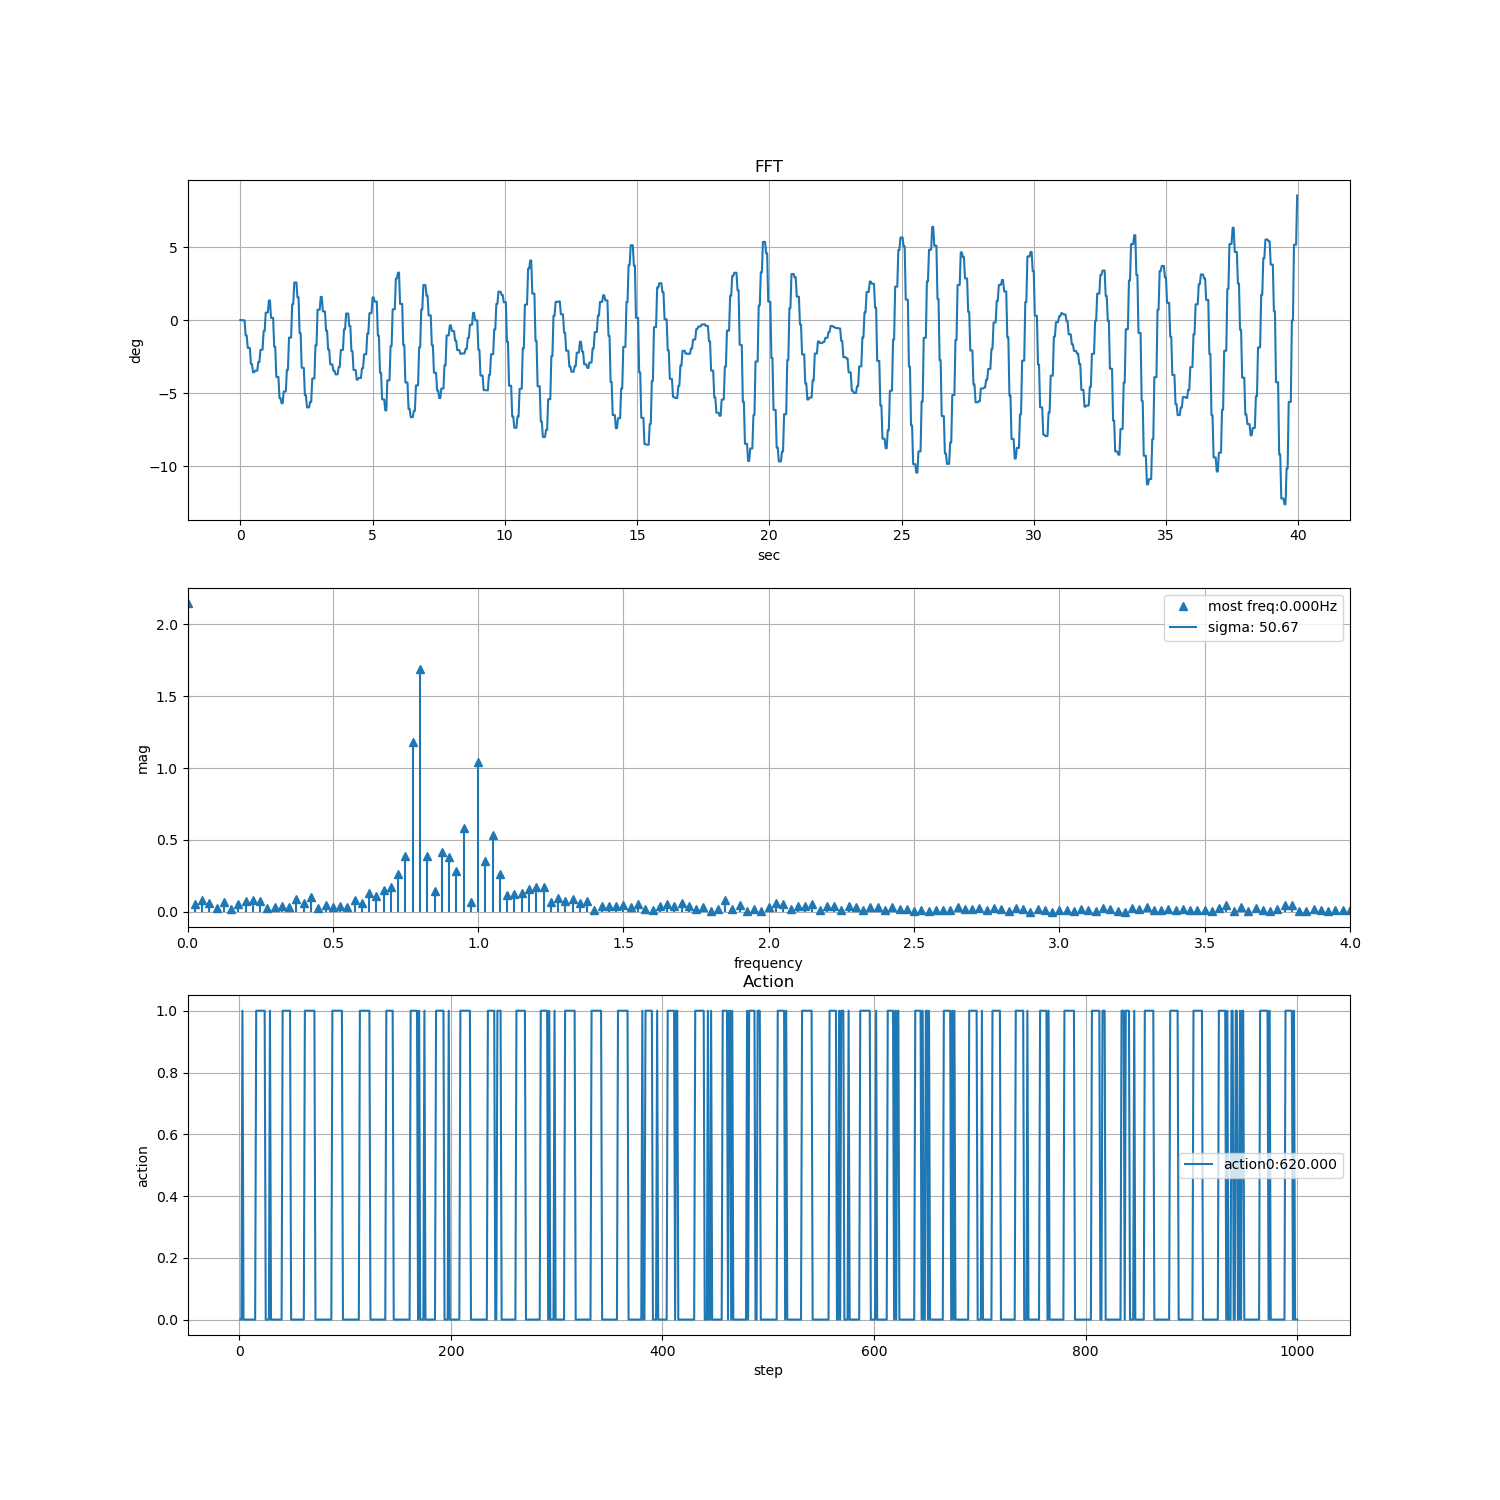 FFT
5
0
−5
−10
deg
0 5 10 15 20 25 30 35 40
sec
most freq:0.000Hz
sigma: 50.67
2.0
1.5
1.0
0.5
0.0
mag
0.0 0.5 1.0 1.5 2.0 2.5 3.0 3.5 4.0
frequency
Action
1.0
0.8
0.6
0.4
0.2
0.0
action
action0:620.000
0 200 400 600 800 1000
step